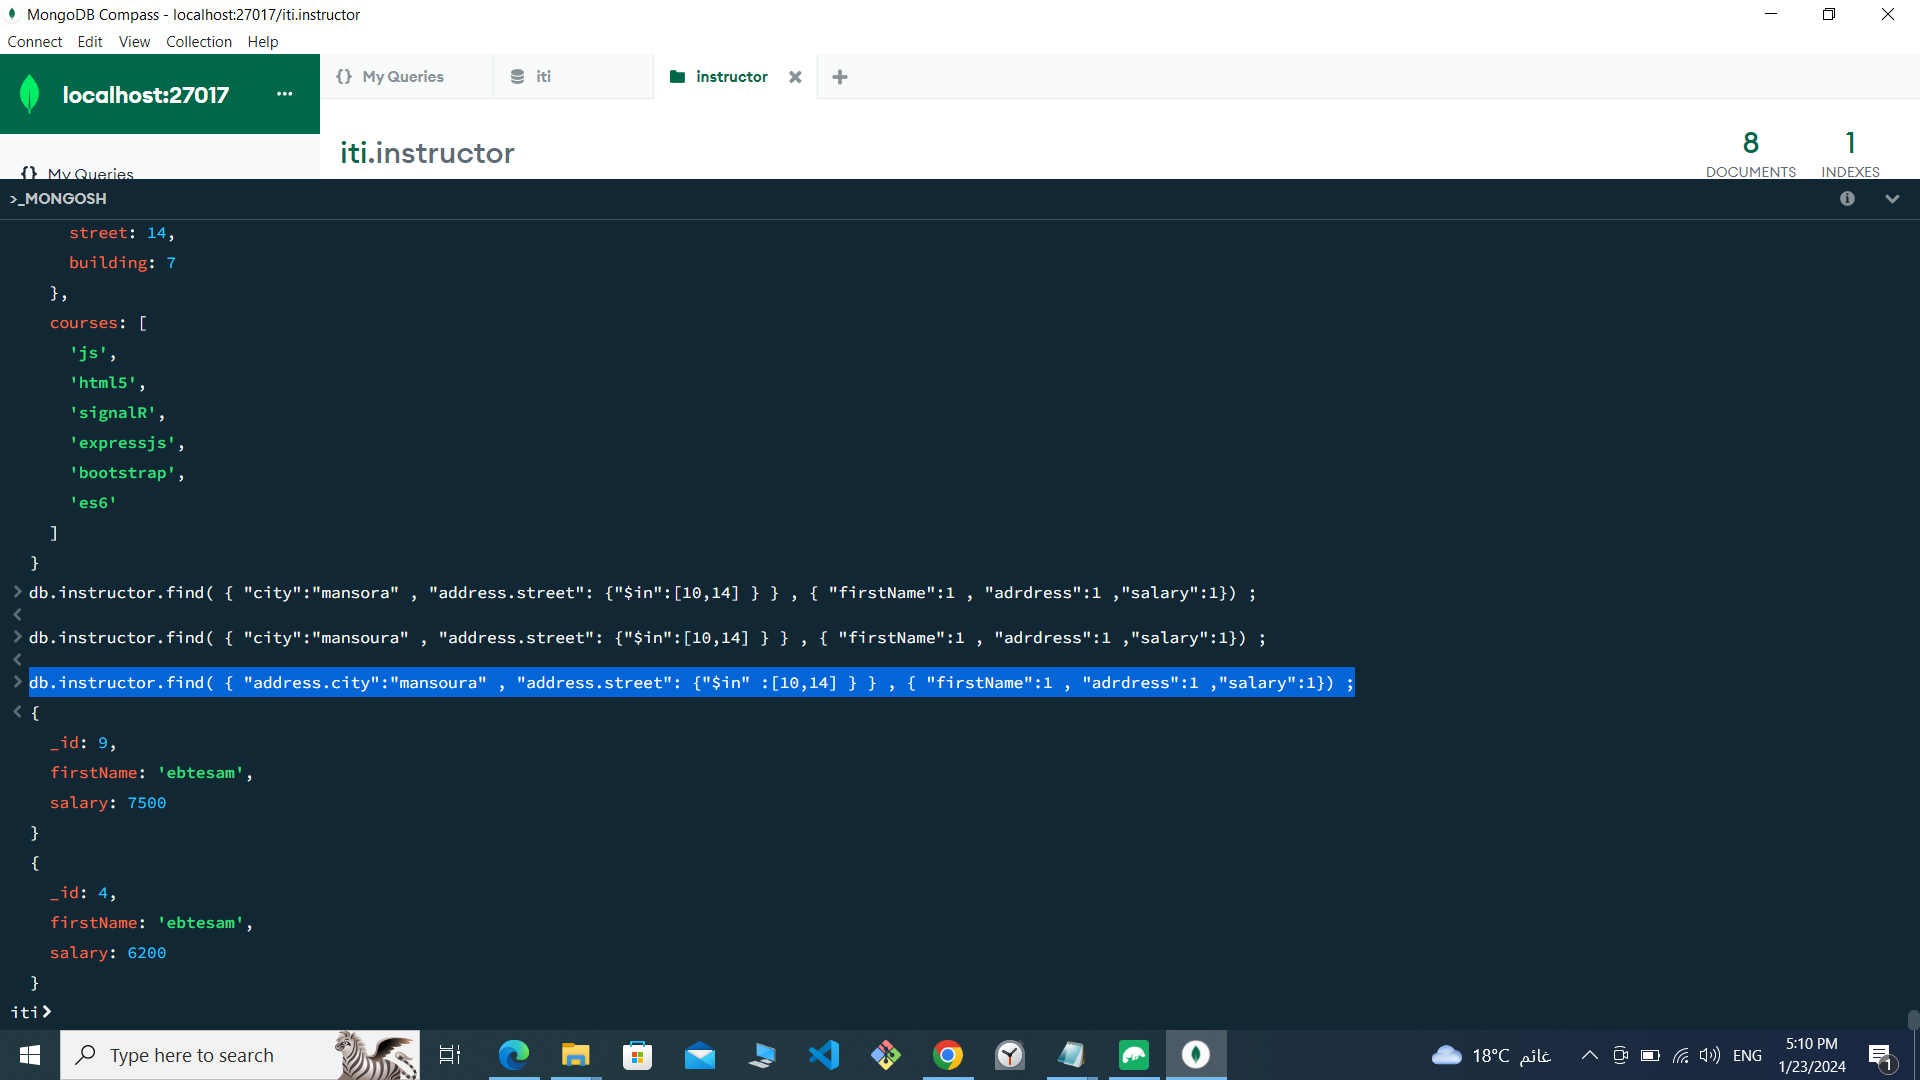 MongoDB Compass - localhost:27017/iti.instructor
Connect Edit View Collection Help
localhost:27017 ...
{} My Queries
iti
instructor
iti.instructor
8
DOCUMENTS
1
INDEXES
{} My Queries
>_MONGOSH
street: 14,
building: 7
},
courses: [
'js',
'html5',
'signalR',
'expressjs',
'bootstrap',
'es6'
]
}
> db.instructor.find( { "city":"mansora" , "address.street": {"$in":[10,14] } } , { "firstName":1 , "adrdress":1 ,"salary":1}) ;
<
> db.instructor.find( { "city":"mansoura" , "address.street": {"$in":[10,14] } } , { "firstName":1 , "adrdress":1 ,"salary":1}) ;
<
> db.instructor.find( { "address.city":"mansoura" , "address.street": {"$in" :[10,14] } } , { "firstName":1 , "adrdress":1 ,"salary":1}) ;
< {
_id: 9,
firstName: 'ebtesam',
salary: 7500
}
{
_id: 4,
firstName: 'ebtesam',
salary: 6200
}
iti>
Type here to search
18°C غائم
ENG
5:10 PM
1/23/2024
1